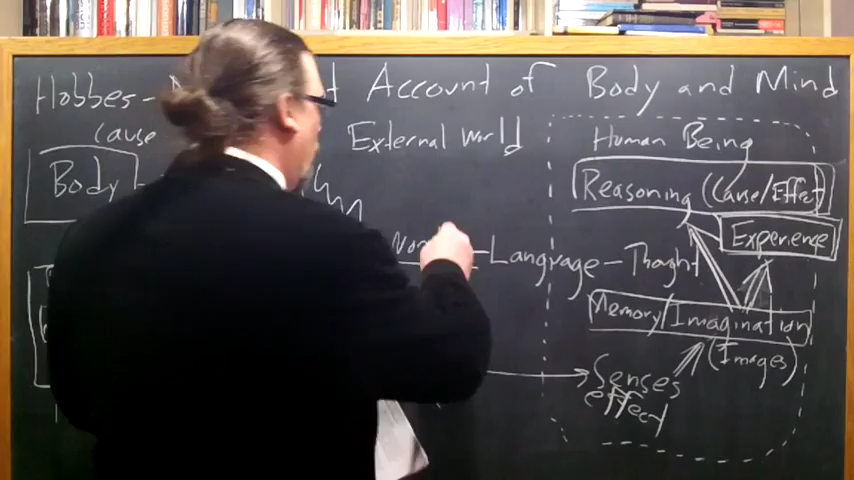 Hobbes - Account of Body and Mind
Cause External World Human Being
Body
Reasoning (Cause/Effect)
Experience
Language - Thoght
Memory/Imagination
(Images)
Senses
effect